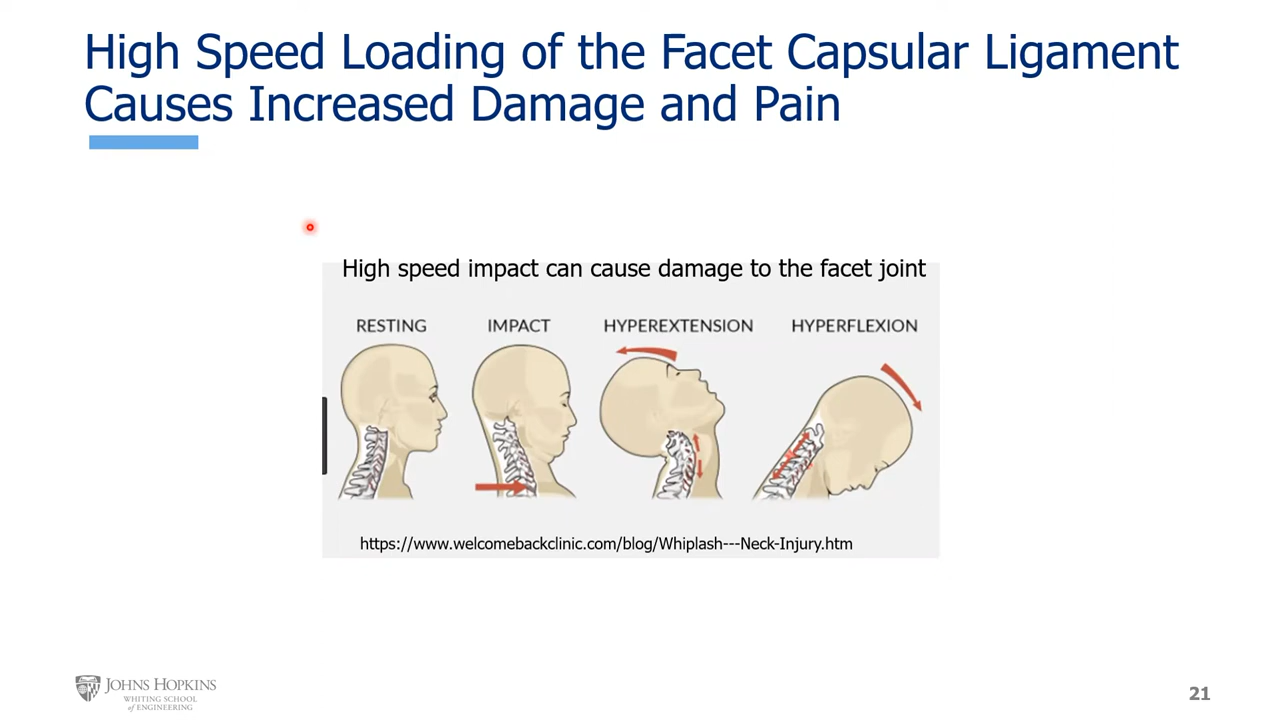 High Speed Loading of the Facet Capsular Ligament
Causes Increased Damage and Pain
High speed impact can cause damage to the facet joint
RESTING
IMPACT
HYPEREXTENSION
HYPERFLEXION
https://www.welcomebackclinic.com/blog/Whiplash---Neck-Injury.htm
JOHNS HOPKINS
WHITING SCHOOL
of ENGINEERING
21